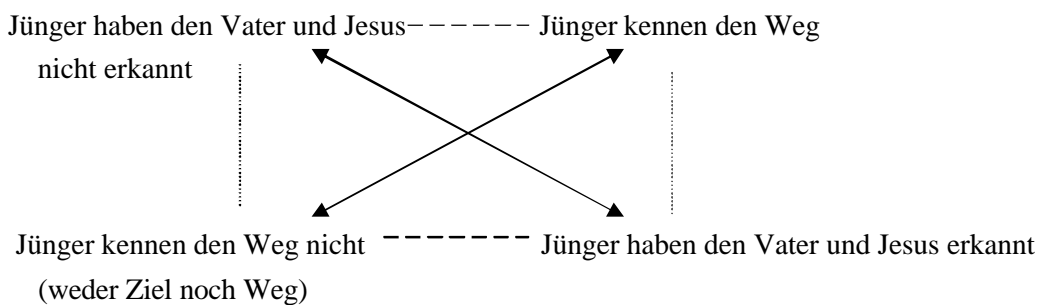 Jünger haben den Vater und Jesus Jünger kennen den Weg
nicht erkannt
Jünger kennen den Weg nicht Jünger haben den Vater und Jesus erkannt
(weder Ziel noch Weg)